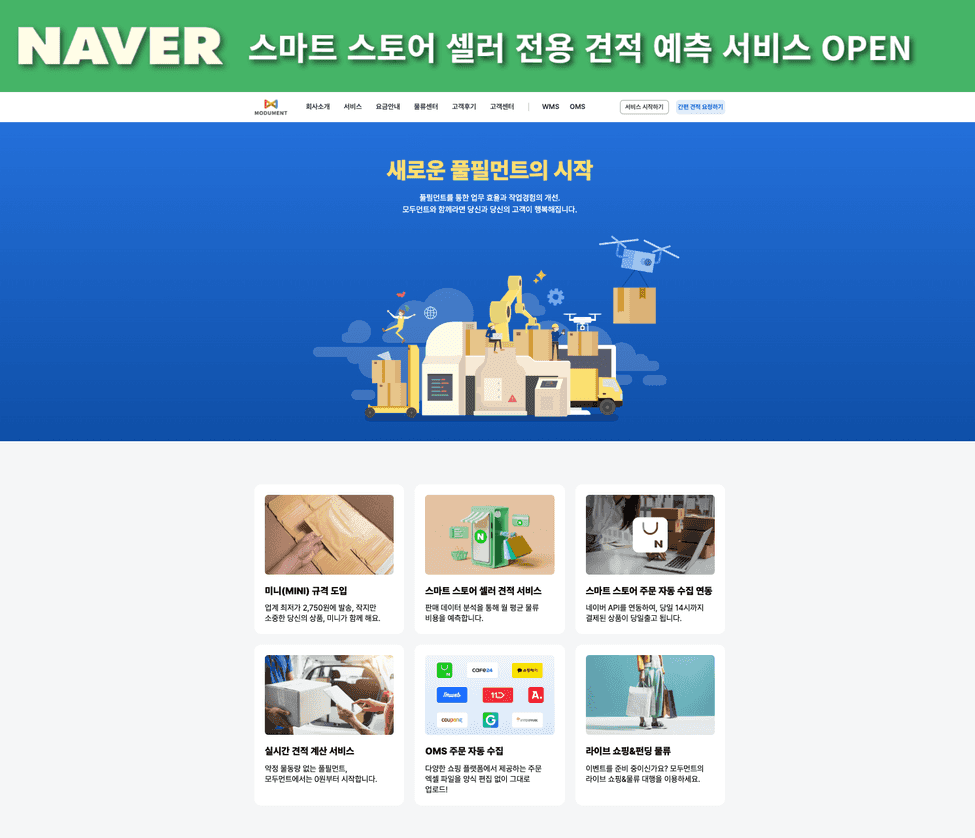 NAVER 스마트 스토어 셀러 전용 견적 예측 서비스 OPEN
MODUMENT 회사소개 서비스 요금안내 물류센터 고객후기 고객센터 | WMS OMS 서비스 시작하기 간편 견적 요청하기
새로운 풀필먼트의 시작
풀필먼트를 통한 업무 효율과 작업경험의 개선.
모두먼트와 함께라면 당신과 당신의 고객이 행복해집니다.
N
N
미니(MINI) 규격 도입
업계 최저가 2,750원에 발송, 작지만
소중한 당신의 상품, 미니가 함께 해요.
스마트 스토어 셀러 견적 서비스
판매 데이터 분석을 통해 월 평균 물류
비용을 예측합니다.
스마트 스토어 주문 자동 수집 연동
네이버 API를 연동하여, 당일 14시까지
결제된 상품이 당일출고 됩니다.
N cafe24
11
A.
coupang
G
실시간 견적 계산 서비스
약정 물동량 없는 풀필먼트,
모두먼트에서는 0원부터 시작합니다.
OMS 주문 자동 수집
다양한 쇼핑 플랫폼에서 제공하는 주문
엑셀 파일을 양식 편집 없이 그대로
업로드!
라이브 쇼핑&펀딩 물류
이벤트를 준비 중이신가요? 모두먼트의
라이브 쇼핑&물류 대행을 이용하세요.